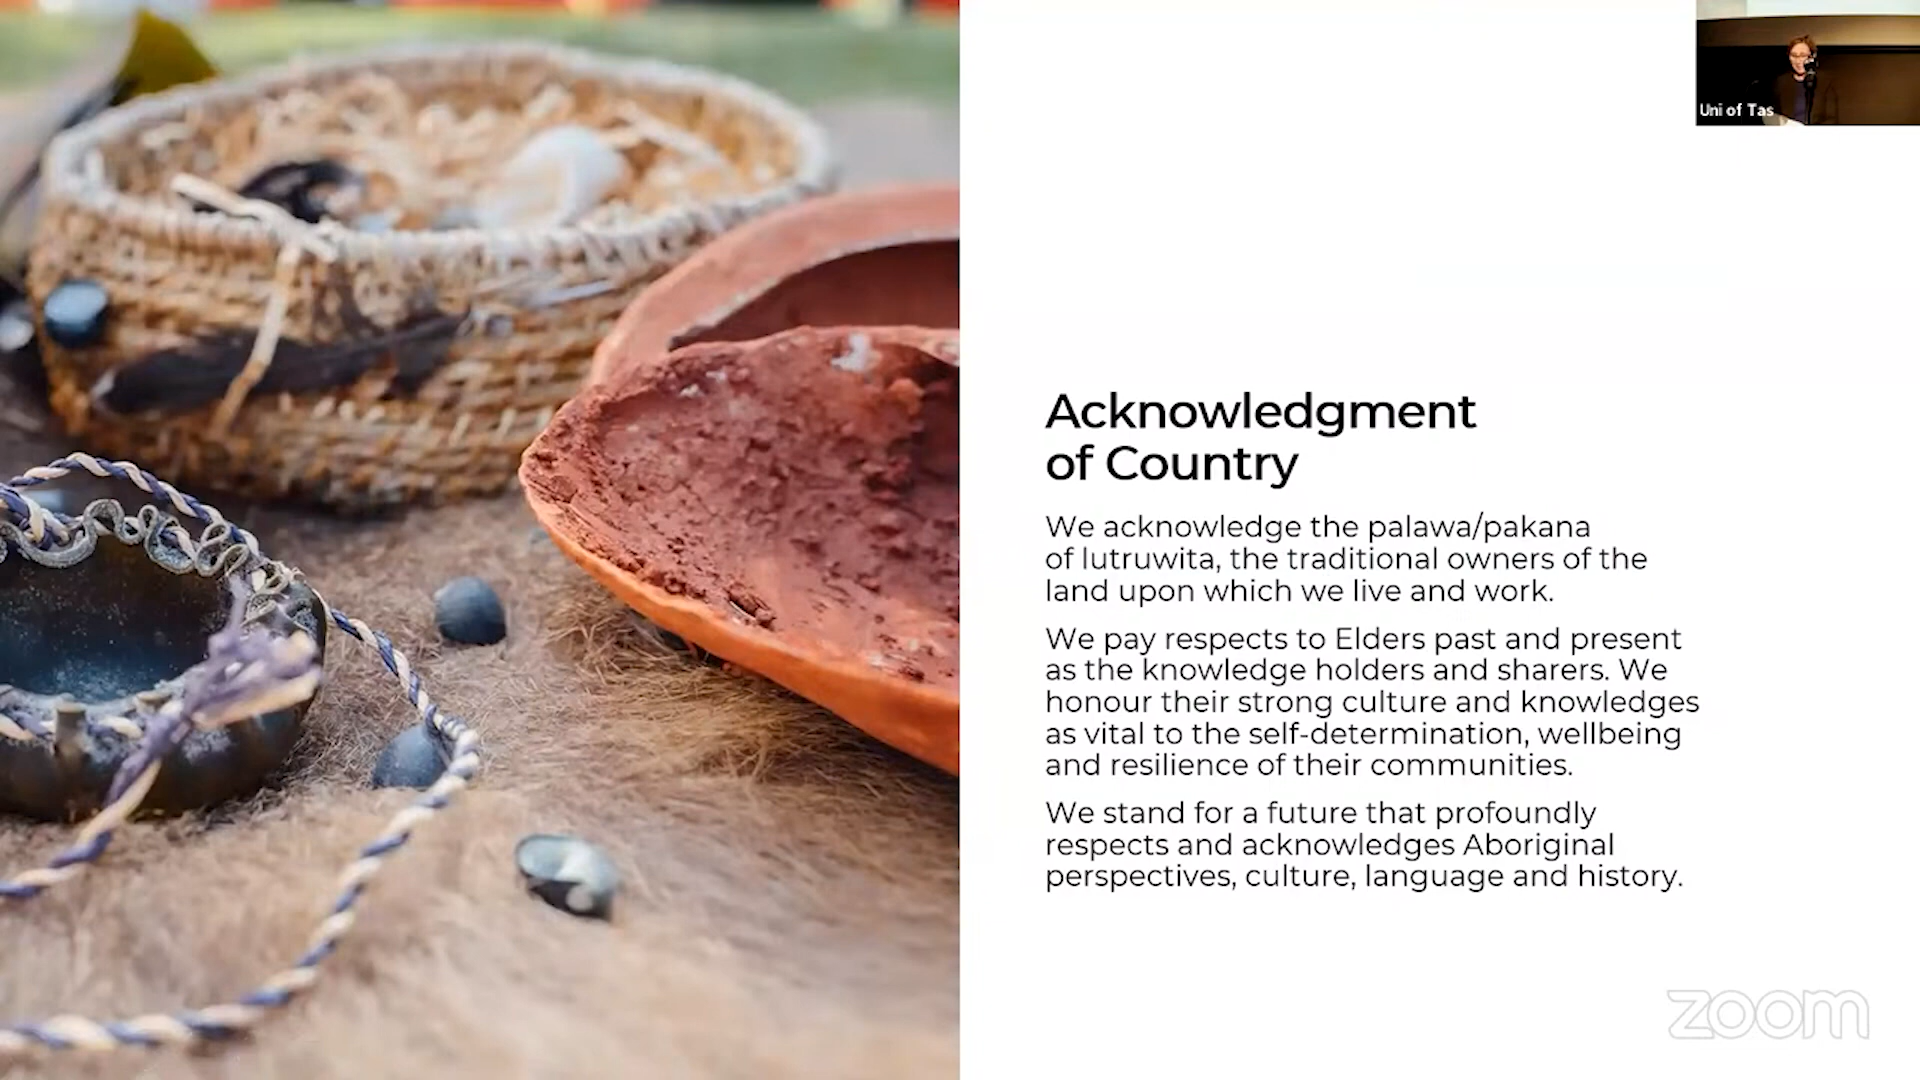 Uni of Tas
Acknowledgment
of Country
We acknowledge the palawa/pakana
of lutruwita, the traditional owners of the
land upon which we live and work.
We pay respects to Elders past and present
as the knowledge holders and sharers. We
honour their strong culture and knowledges
as vital to the self-determination, wellbeing
and resilience of their communities.
We stand for a future that profoundly
respects and acknowledges Aboriginal
perspectives, culture, language and history.
zoom